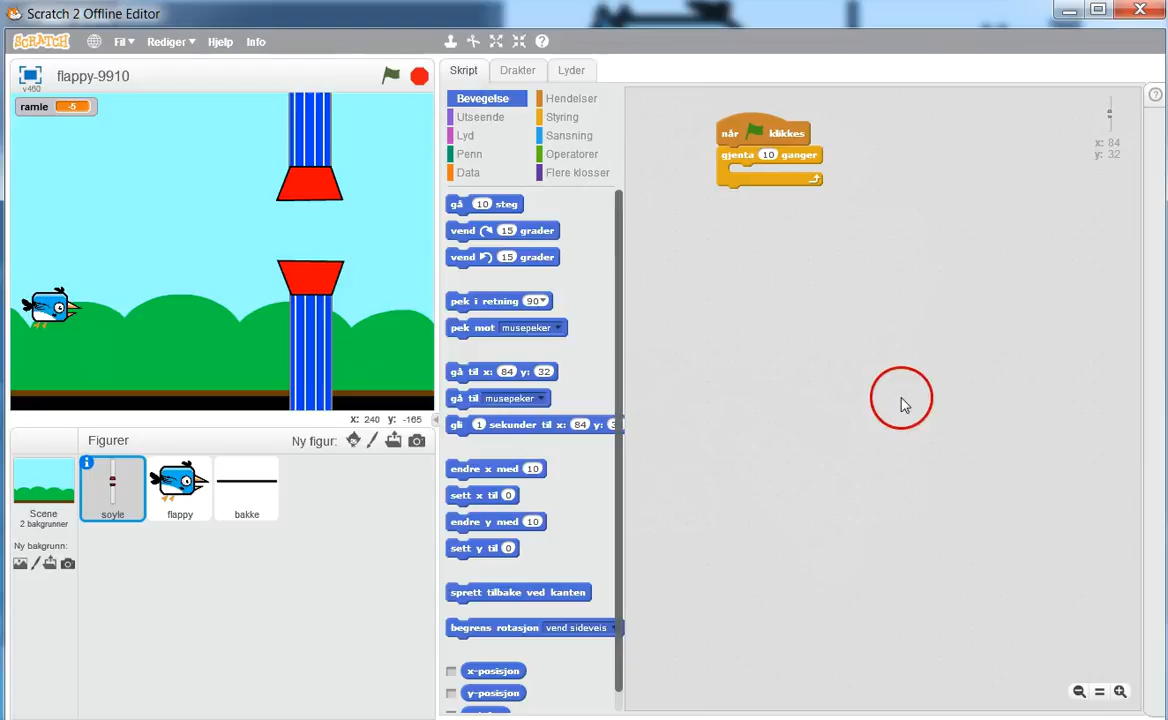 Scratch 2 Offline Editor
SCRATCH Fil Rediger Hjelp Info
v460
flappy-9910
ramle -5
x: 240 y: -165
Figurer Ny figur:
Scene
2 bakgrunner
Ny bakgrunn:
soyle
flappy
bakke
Skript Drakter Lyder
Bevegelse Hendelser
Utseende Styring
Lyd Sansning
Penn Operatorer
Data Flere klosser
gå 10 steg
vend 15 grader
vend 15 grader
pek i retning 90
pek mot musepeker
gå til x: 84 y: 32
gå til musepeker
gli 1 sekunder til x: 84 y: 3
endre x med 10
sett x til 0
endre y med 10
sett y til 0
sprett tilbake ved kanten
begrens rotasjon vend sideveis
x-posisjon
y-posisjon
når klikkes
gjenta 10 ganger
x: 84
y: 32